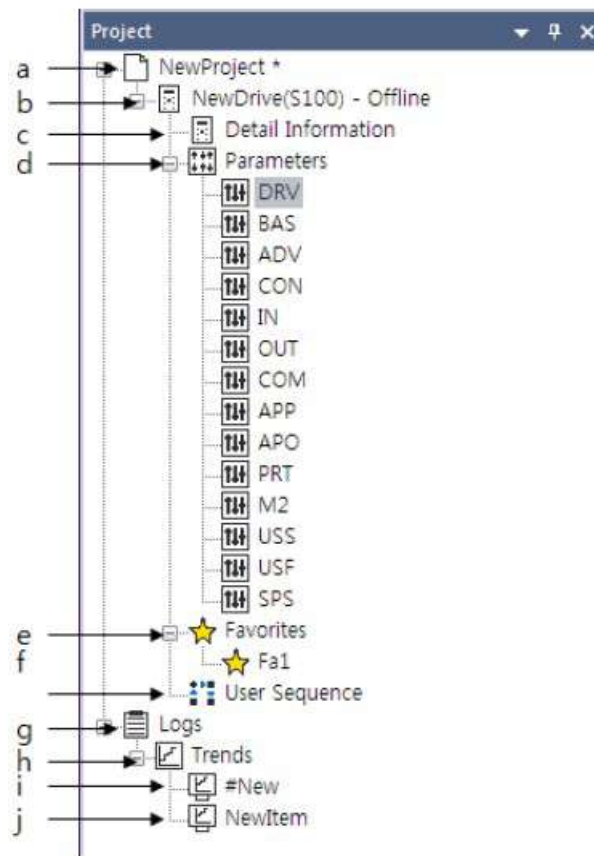 Project
a NewProject *
b NewDrive(S100) - Offline
c Detail Information
d Parameters
DRV
BAS
ADV
CON
IN
OUT
COM
APP
APO
PRT
M2
USS
USF
SPS
e Favorites
f Fa1
User Sequence
g Logs
h Trends
i #New
j NewItem